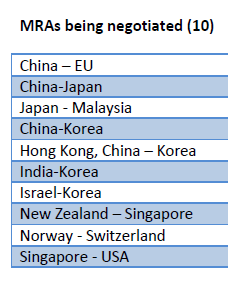 MRAs being negotiated (10)
China – EU
China-Japan
Japan - Malaysia
China-Korea
Hong Kong, China – Korea
India-Korea
Israel-Korea
New Zealand – Singapore
Norway - Switzerland
Singapore - USA